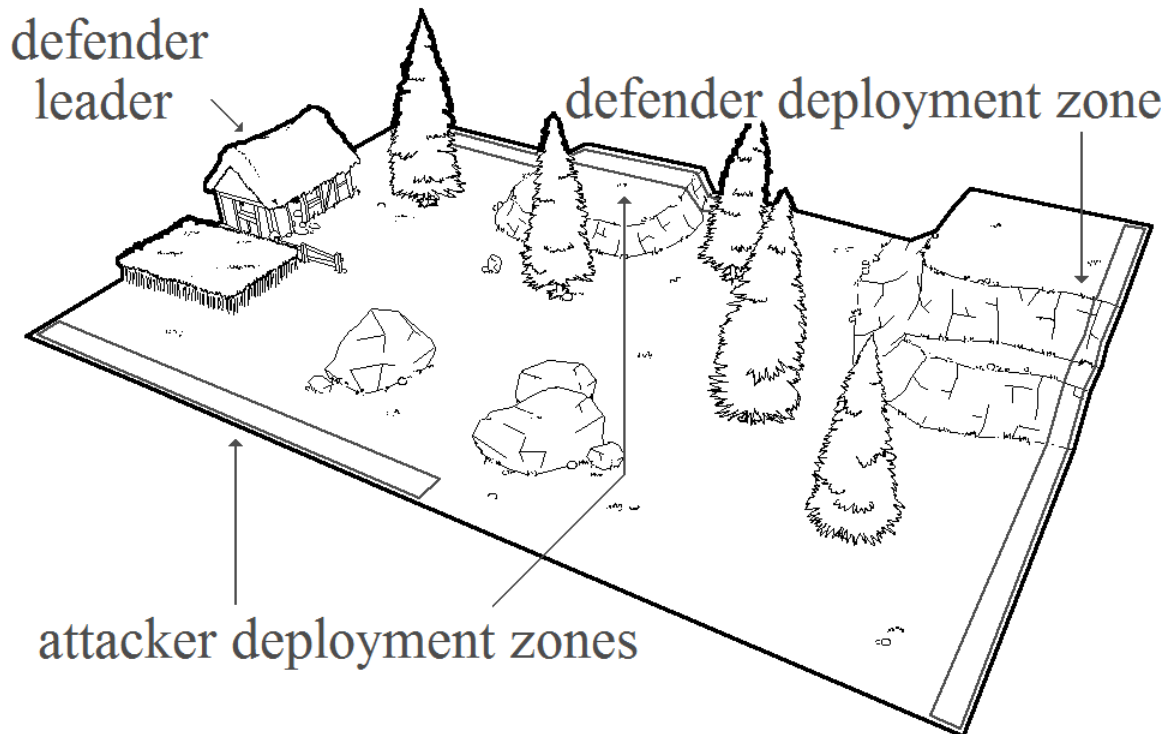 defender
leader
defender deployment zone
attacker deployment zones